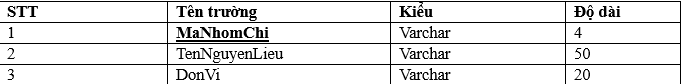 STT Tên trường Kiểu Độ dài
1 MaNhomChi Varchar 4
2 TenNguyenLieu Varchar 50
3 DonVi Varchar 20